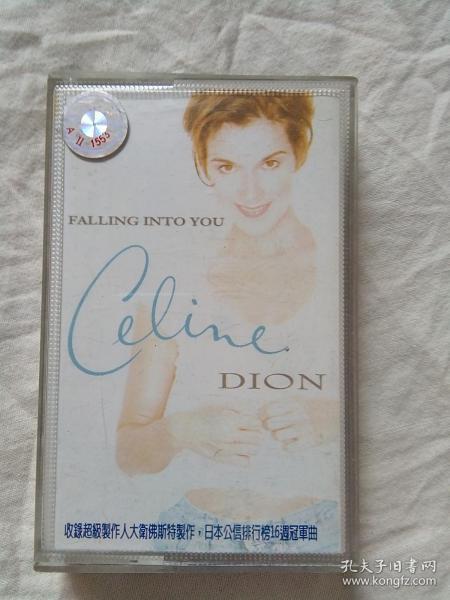 A Ⅱ 1553
FALLING INTO YOU
Celine
DION
收錄超級製作人大衛佛斯特製作，日本公信排行榜16週冠軍曲
孔夫子旧书网
www.kongfz.com